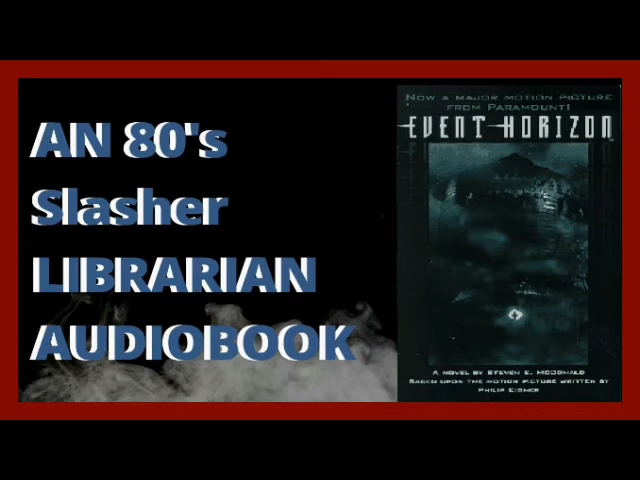 AN 80's
Slasher
LIBRARIAN
AUDIOBOOK
NOW A MAJOR MOTION PICTURE
FROM PARAMOUNT!
EVENT HORIZON
A NOVEL BY STEVEN E. MCDONALD
BASED UPON THE MOTION PICTURE WRITTEN BY
PHILIP EISNER